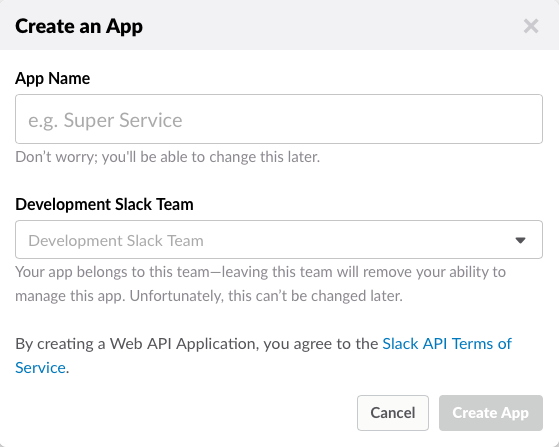 Create an App
App Name
e.g. Super Service
Don't worry; you'll be able to change this later.
Development Slack Team
Development Slack Team
Your app belongs to this team—leaving this team will remove your ability to
manage this app. Unfortunately, this can't be changed later.
By creating a Web API Application, you agree to the Slack API Terms of
Service.
Cancel
Create App